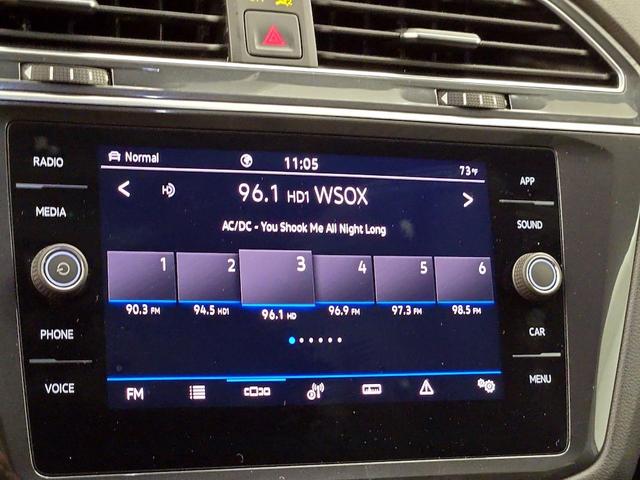 RADIO
MEDIA
PHONE
VOICE
Normal
11:05
73°F
96.1 HD1 WSOX
AC/DC - You Shook Me All Night Long
1 2 3 4 5 6
90.3 FM 94.5 HD1 96.1 HD 96.9 FM 97.3 FM 98.5 FM
FM
APP
SOUND
CAR
MENU